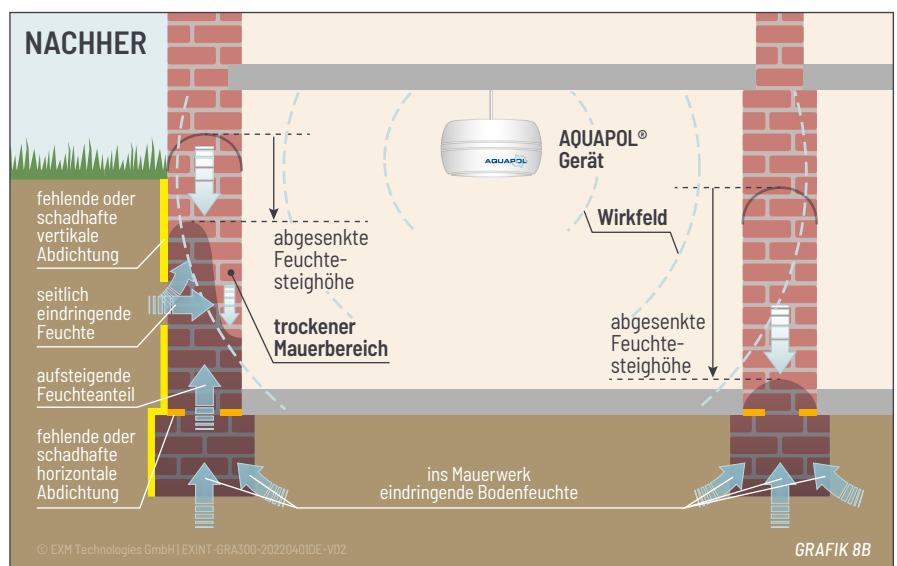 NACHHER
AQUAPOL
AQUAPOL®
Gerät
Wirkfeld
fehlende oder
schadhafte
vertikale
Abdichtung
seitlich
eindringende
Feuchte
aufsteigende
Feuchteanteil
fehlende oder
schadhafte
horizontale
Abdichtung
abgesenkte
Feuchte-
steighöhe
trockener
Mauerbereich
abgesenkte
Feuchte-
steighöhe
ins Mauerwerk
eindringende Bodenfeuchte
© EXM Technologies GmbH | EXINT-GRA300-20220401DE-V02
GRAFIK 8B